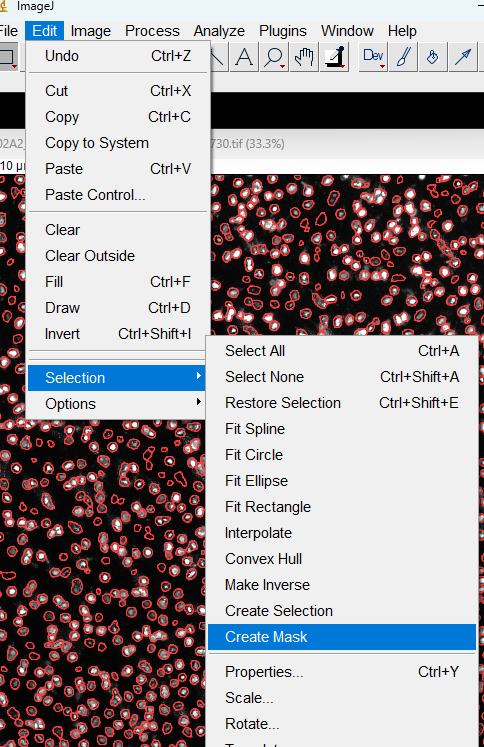 ImageJ
File Edit Image Process Analyze Plugins Window Help
Dev
02A2_ 730.tif (33.3%)
10 µ
Undo Ctrl+Z
Cut Ctrl+X
Copy Ctrl+C
Copy to System
Paste Ctrl+V
Paste Control...
Clear
Clear Outside
Fill Ctrl+F
Draw Ctrl+D
Invert Ctrl+Shift+I
Selection
Options
Select All Ctrl+A
Select None Ctrl+Shift+A
Restore Selection Ctrl+Shift+E
Fit Spline
Fit Circle
Fit Ellipse
Fit Rectangle
Interpolate
Convex Hull
Make Inverse
Create Selection
Create Mask
Properties... Ctrl+Y
Scale...
Rotate...